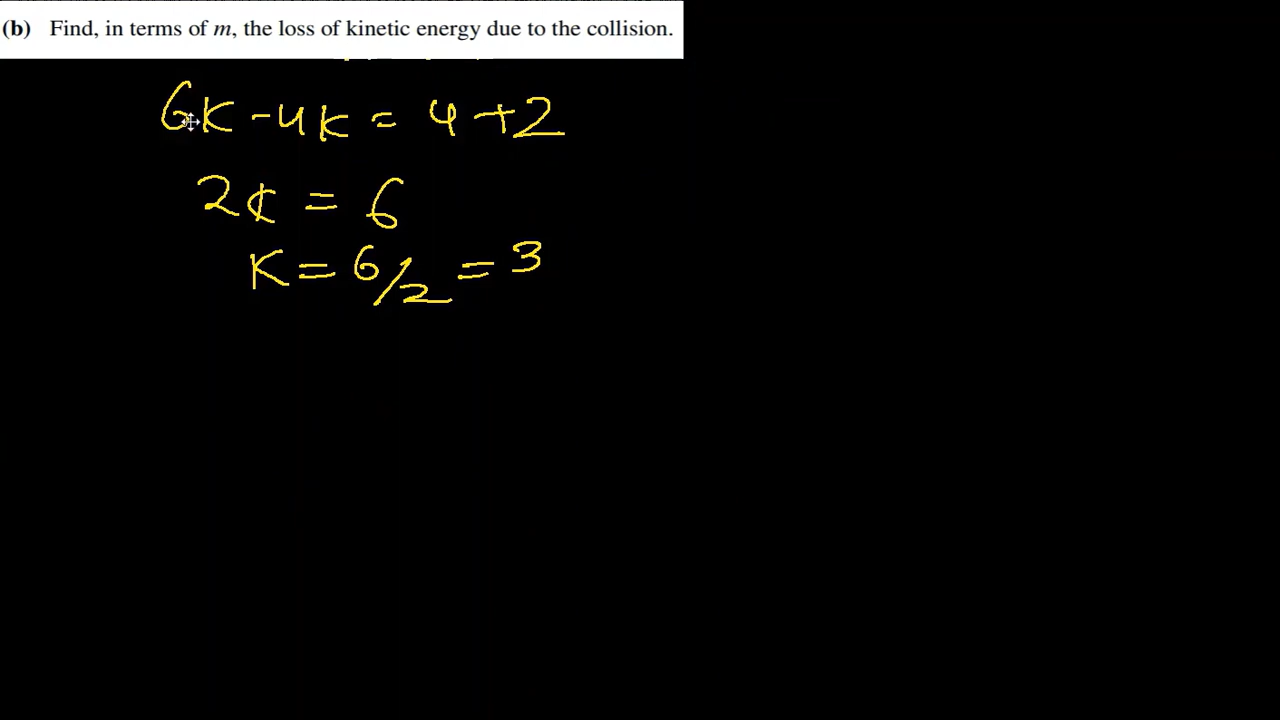 (b) Find, in terms of m, the loss of kinetic energy due to the collision.
6K - 4K = 4 + 2
2K = 6
K = 6/2 = 3